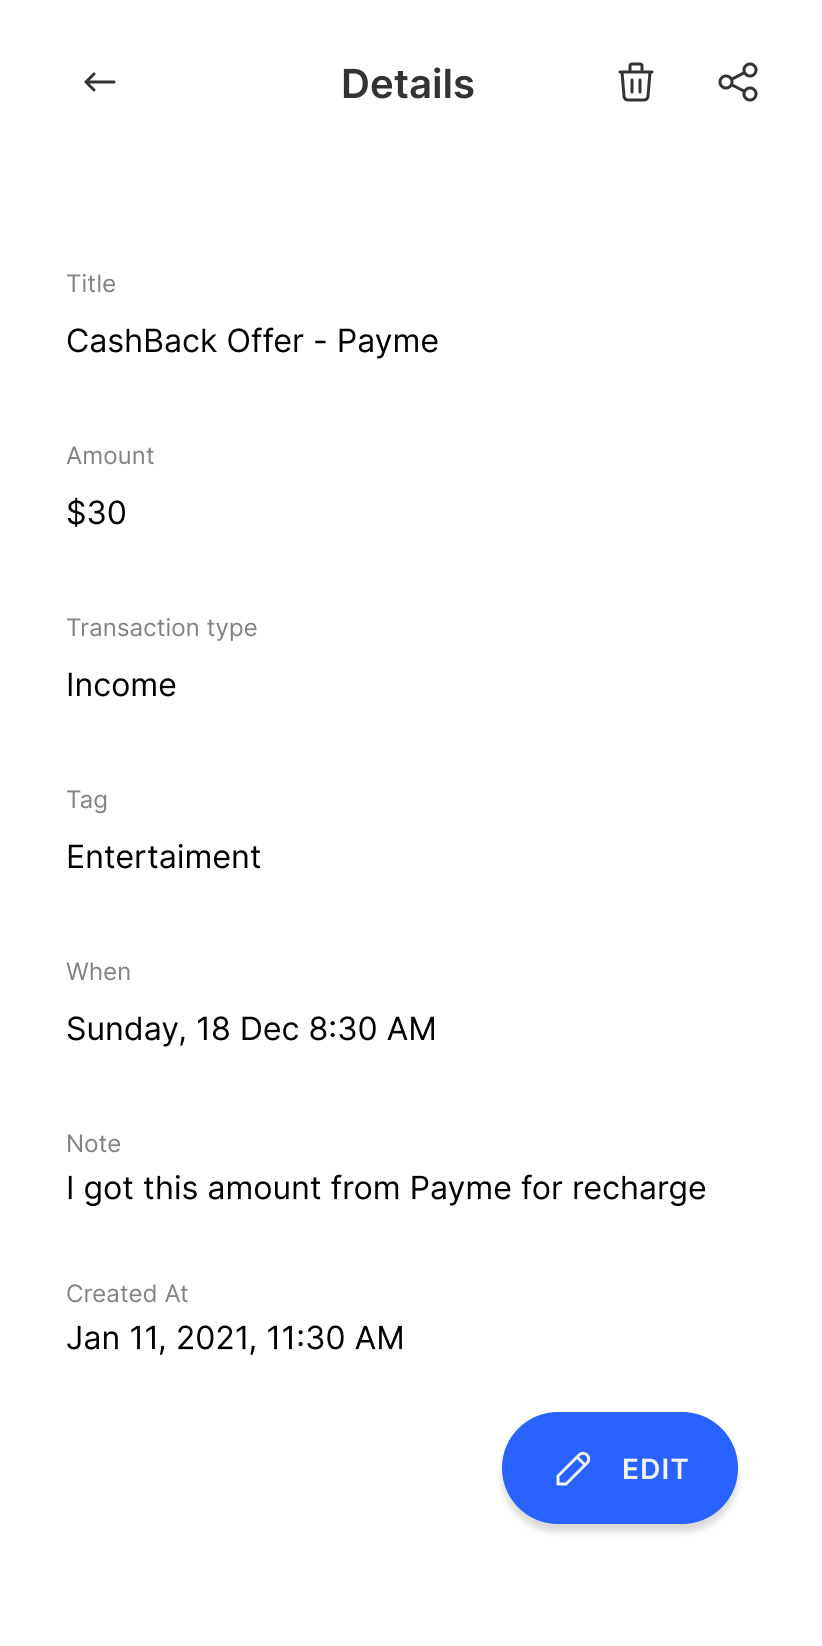 Details
Title
CashBack Offer - Payme
Amount
$30
Transaction type
Income
Tag
Entertaiment
When
Sunday, 18 Dec 8:30 AM
Note
I got this amount from Payme for recharge
Created At
Jan 11, 2021, 11:30 AM
EDIT